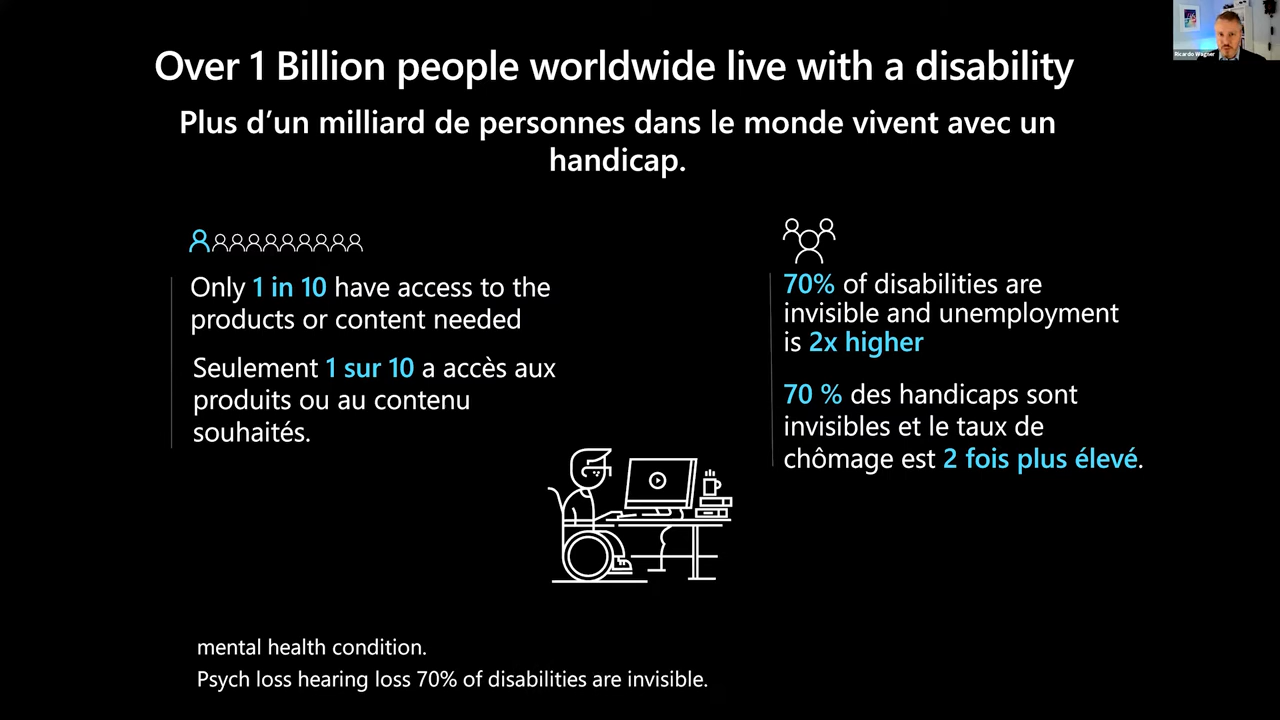 Ricardo Wagner
Over 1 Billion people worldwide live with a disability
Plus d’un milliard de personnes dans le monde vivent avec un
handicap.
Only 1 in 10 have access to the
products or content needed
Seulement 1 sur 10 a accès aux
produits ou au contenu
souhaités.
70% of disabilities are
invisible and unemployment
is 2x higher
70 % des handicaps sont
invisibles et le taux de
chômage est 2 fois plus élevé.
mental health condition.
Psych loss hearing loss 70% of disabilities are invisible.